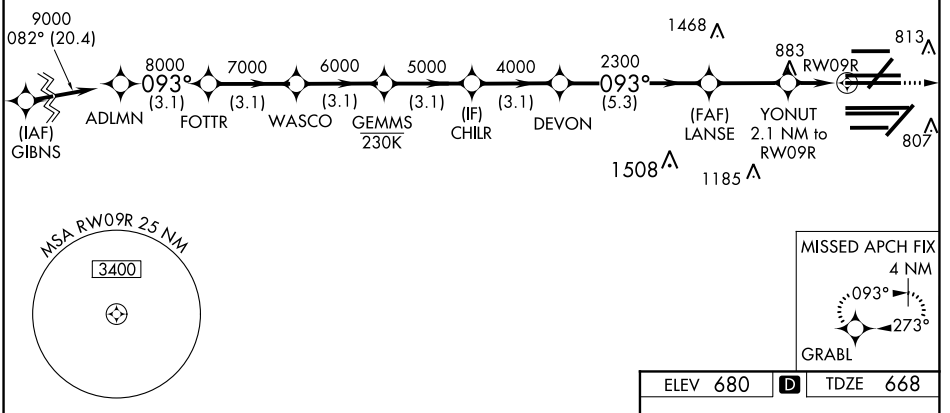 9000
082° (20.4)
(IAF)
GIBNS
ADLMN
8000
093°
(3.1)
FOTTR
7000
(3.1)
WASCO
6000
(3.1)
GEMMS
230K
5000
(3.1)
(IF)
CHILR
4000
(3.1)
DEVON
2300
093°
(5.3)
(FAF)
LANSE
1468
883
RW09R
813
YONUT
2.1 NM to
RW09R
807
1508
1185
MSA RW09R 25 NM
3400
MISSED APCH FIX
4 NM
093°
273°
GRABL
ELEV 680 D TDZE 668